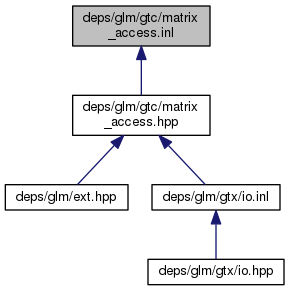 deps/glm/gtc/matrix
_access.inl
deps/glm/gtc/matrix
_access.hpp
deps/glm/ext.hpp
deps/glm/gtx/io.inl
deps/glm/gtx/io.hpp